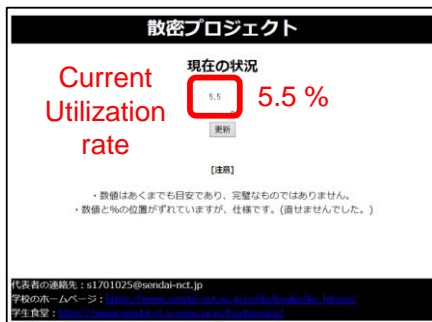 散密プロジェクト
現在の状況
Current
Utilization
rate
5.5
5.5 %
%
更新
[注意]
・数値はあくまでも目安であり、完璧なものではありません。
・数値と%の位置がずれていますが、仕様です。(直せませんでした。)
代表者の連絡先：s1701025@sendai-nct.jp
学校のホームページ：
学生食堂：